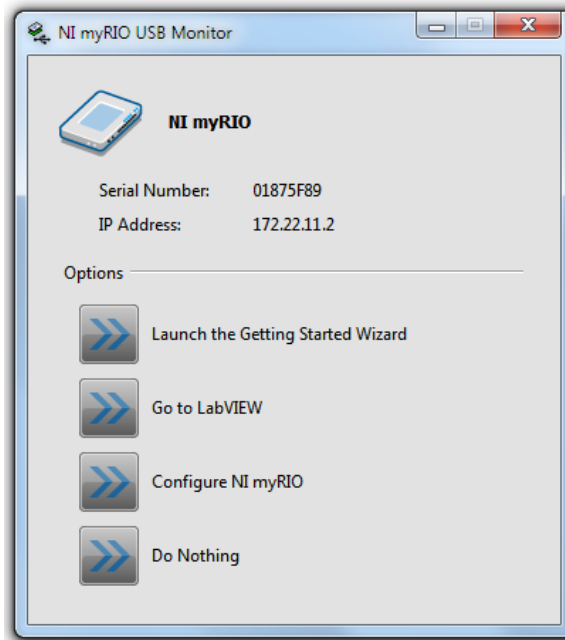 NI myRIO USB Monitor
NI myRIO
Serial Number: 01875F89
IP Address: 172.22.11.2
Options
Launch the Getting Started Wizard
Go to LabVIEW
Configure NI myRIO
Do Nothing